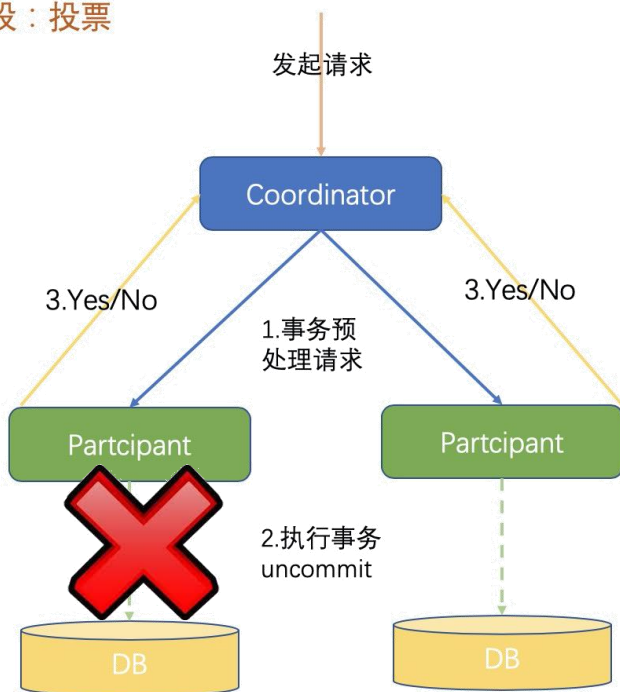 段：投票
发起请求
Coordinator
3.Yes/No
3.Yes/No
1.事务预
处理请求
Partcipant
Partcipant
2.执行事务
uncommit
DB
DB